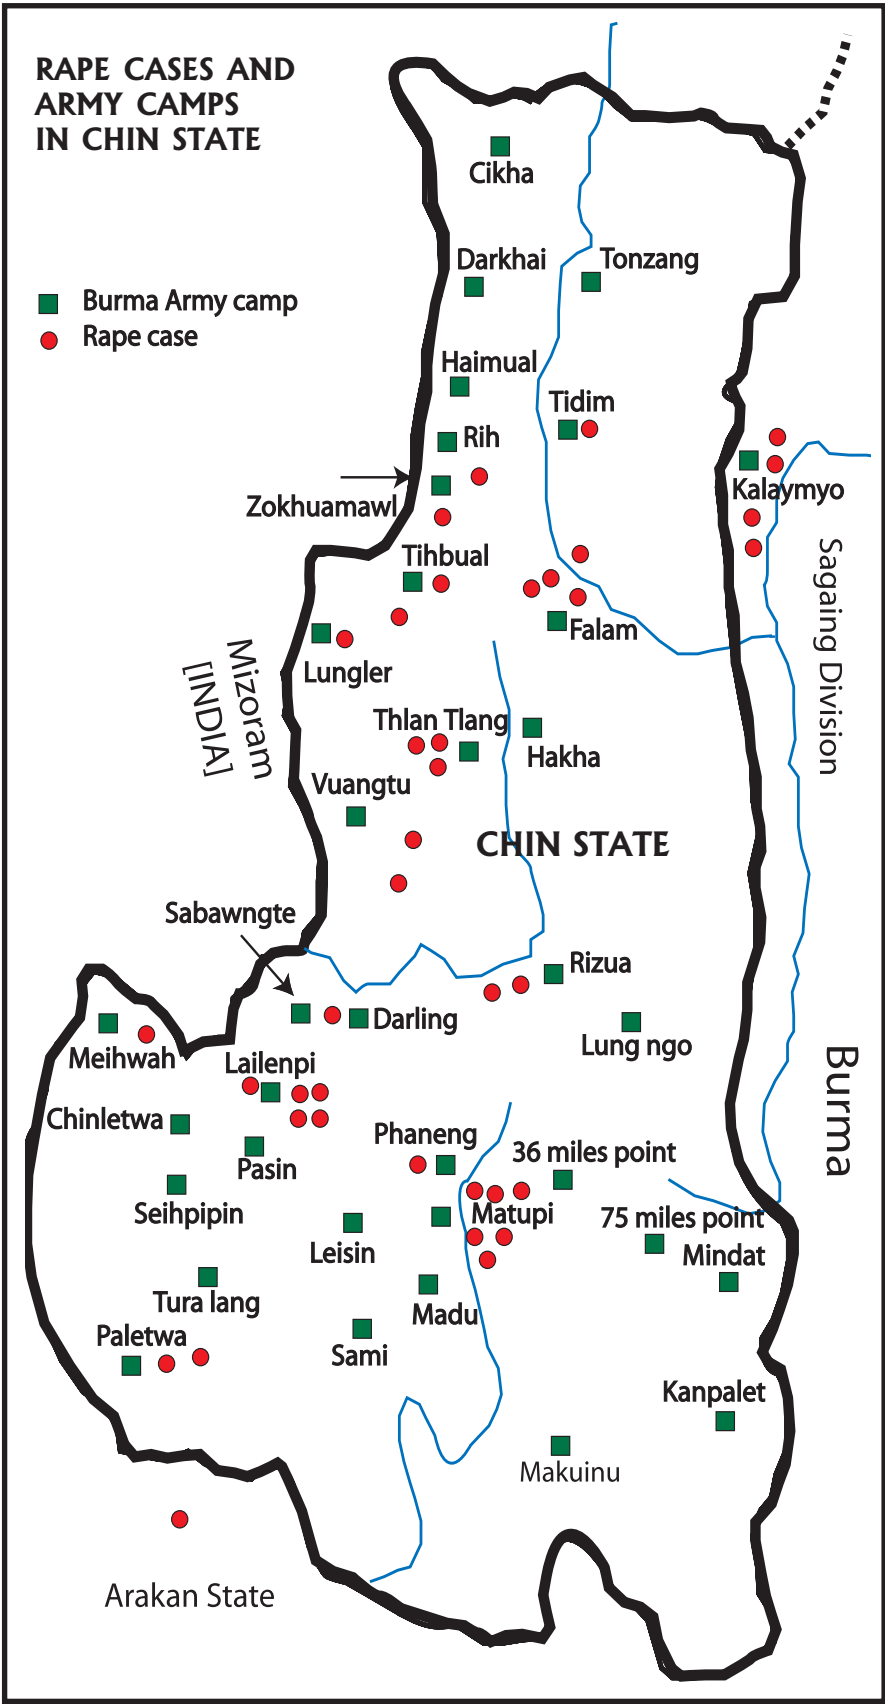 RAPE CASES AND
ARMY CAMPS
IN CHIN STATE
Burma Army camp
Rape case
Cikha
Darkhai
Tonzang
Haimual
Tidim
Rih
Zokhuamawl
Kalaymyo
Tihbual
Falam
Lungler
Mizoram
[INDIA]
Sagaing Division
Thlan Tlang
Hakha
Vuangtu
CHIN STATE
Sabawngte
Rizua
Darling
Lung ngo
Meihwah
Lailenpi
Burma
Chinletwa
Phaneng
36 miles point
Pasin
Seihpipin
Matupi
75 miles point
Leisin
Mindat
Tura lang
Madu
Paletwa
Sami
Kanpalet
Makuinu
Arakan State